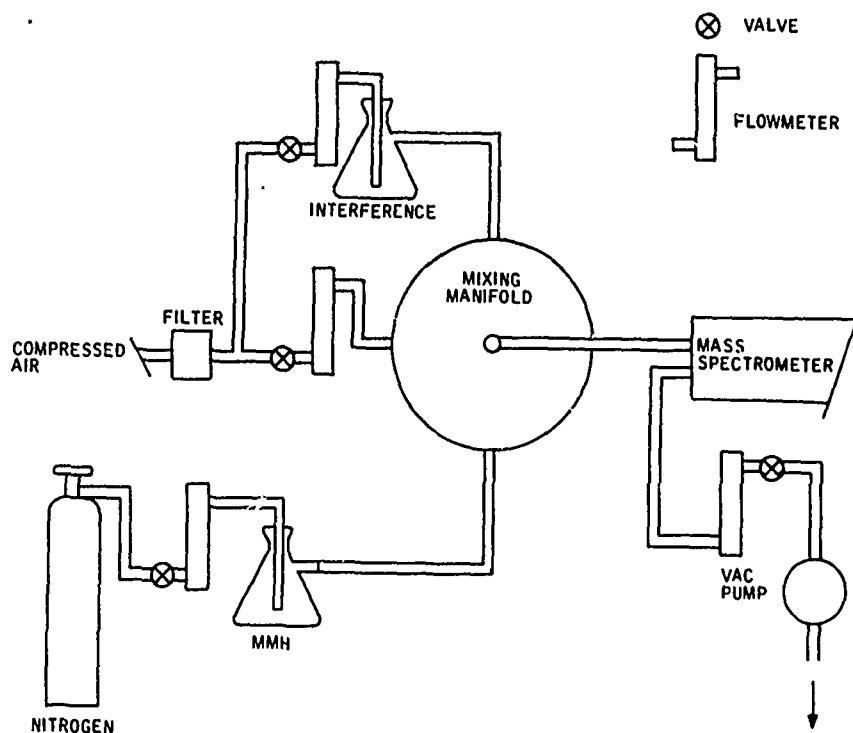 VALVE
FLOWMETER
INTERFERENCE
MIXING
MANIFOLD
FILTER
COMPRESSED
AIR
MASS
SPECTROMETER
VAC
PUMP
MMH
NITROGEN